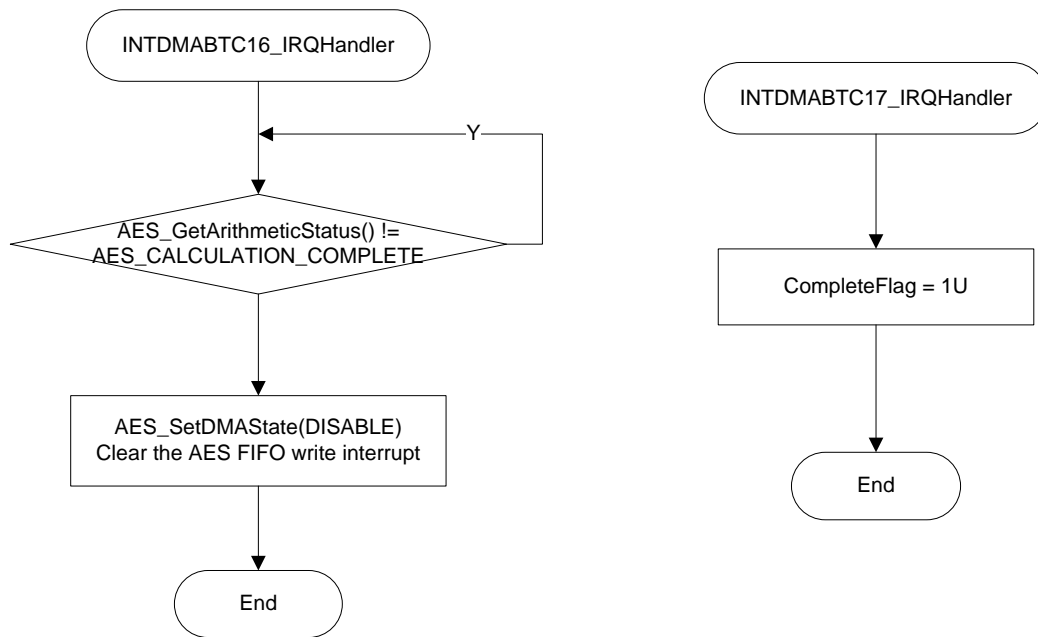 INTDMABTC16_IRQHandler
Y
AES_GetArithmeticStatus() !=
AES_CALCULATION_COMPLETE
AES_SetDMAState(DISABLE)
Clear the AES FIFO write interrupt
End
INTDMABTC17_IRQHandler
CompleteFlag = 1U
End